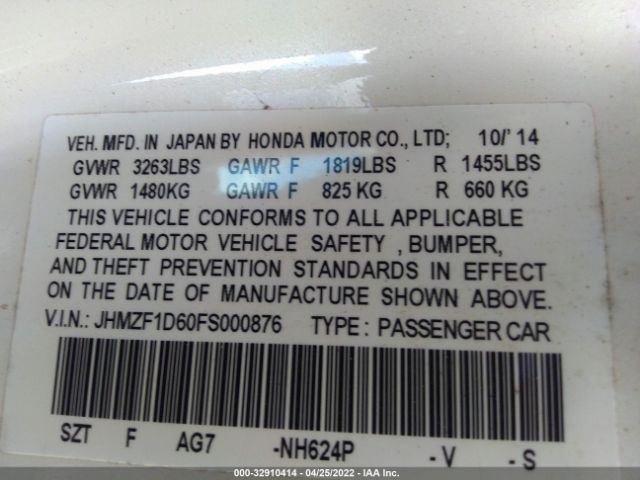 VEH. MFD. IN JAPAN BY HONDA MOTOR CO., LTD; 10/'14
GVWR 3263LBS GAWR F 1819LBS R 1455LBS
GVWR 1480KG GAWR F 825 KG R 660 KG
THIS VEHICLE CONFORMS TO ALL APPLICABLE
FEDERAL MOTOR VEHICLE SAFETY , BUMPER,
AND THEFT PREVENTION STANDARDS IN EFFECT
ON THE DATE OF MANUFACTURE SHOWN ABOVE.
V.I.N.: JHMZF1D60FS000876 TYPE : PASSENGER CAR
SZT F AG7 -NH624P -V -S
000-32910414 - 04/25/2022 - IAA Inc.